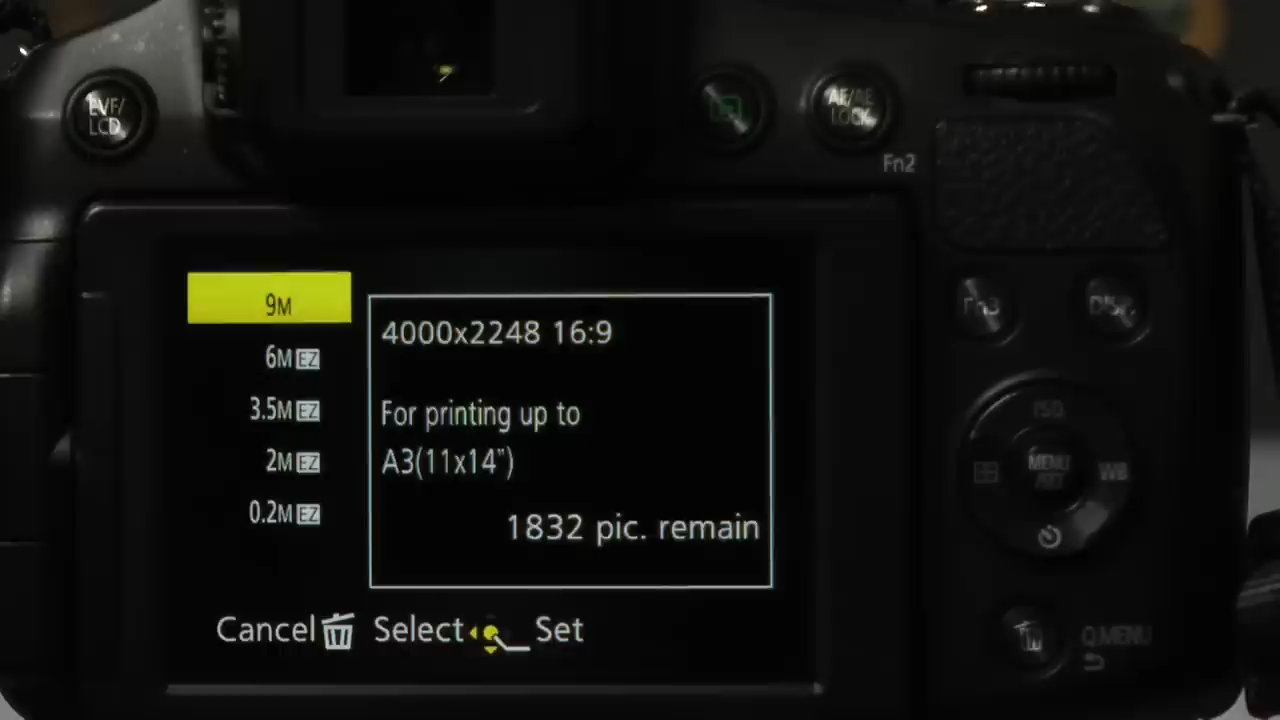 EVF/
LCD
AF/AE
LOCK
Fn2
9M
6M EZ
3.5M EZ
2M EZ
0.2M EZ
4000x2248 16:9
For printing up to
A3(11x14")
1832 pic. remain
Cancel Select Set
Fn3
DISP.
ISO
MENU
/SET
WB
Q.MENU